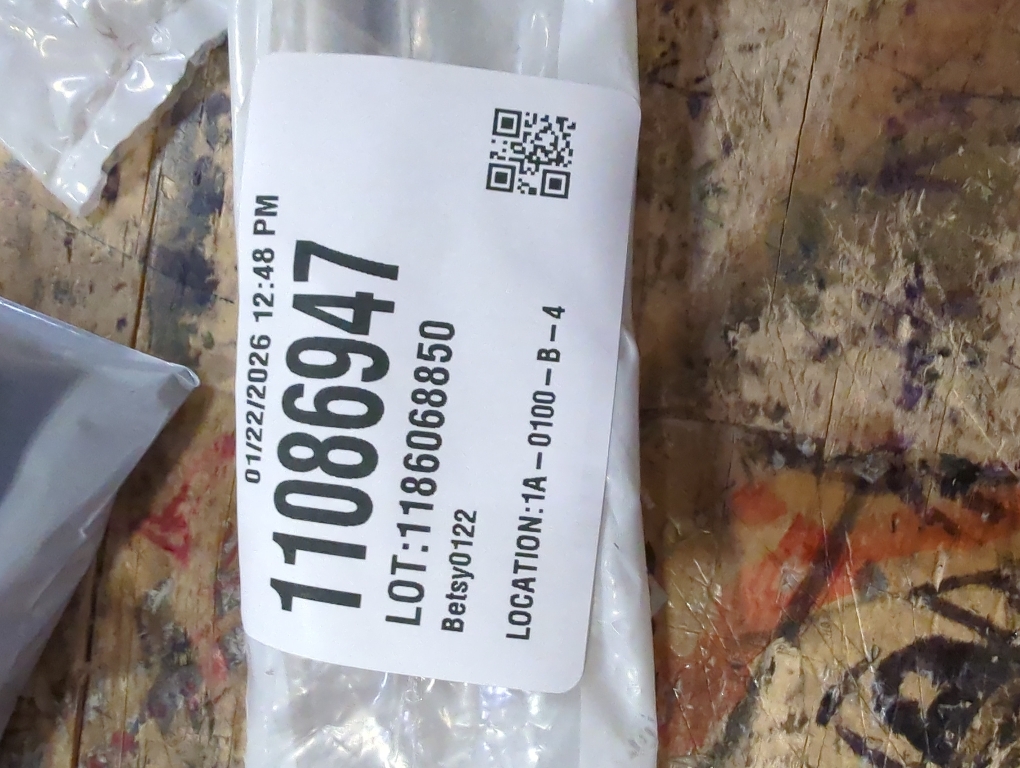 01/22/2026 12:48 PM
11086947
LOT:1186068850
Betsy0122
LOCATION:1A-0100-B-4